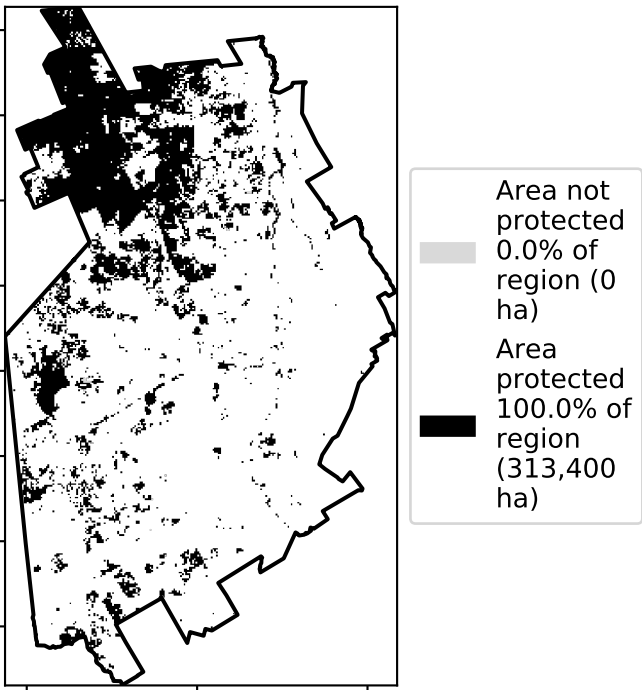 Area not
protected
0.0% of
region (0
ha)
Area
protected
100.0% of
region
(313,400
ha)